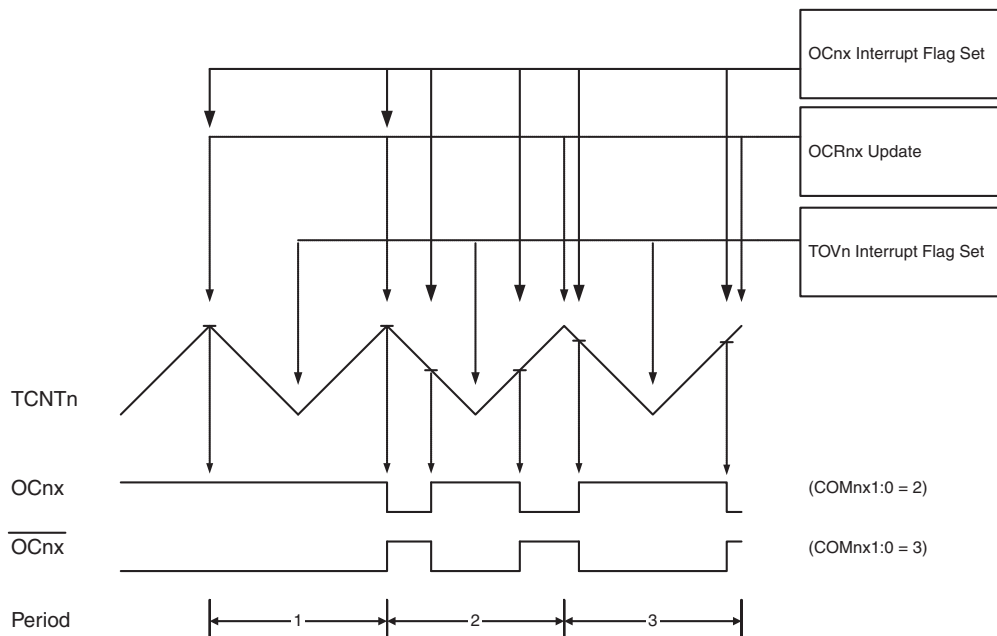 OCnx Interrupt Flag Set
OCRnx Update
TOVn Interrupt Flag Set
TCNTn
OCnx
(COMnx1:0 = 2)
OCnx
(COMnx1:0 = 3)
Period
1
2
3